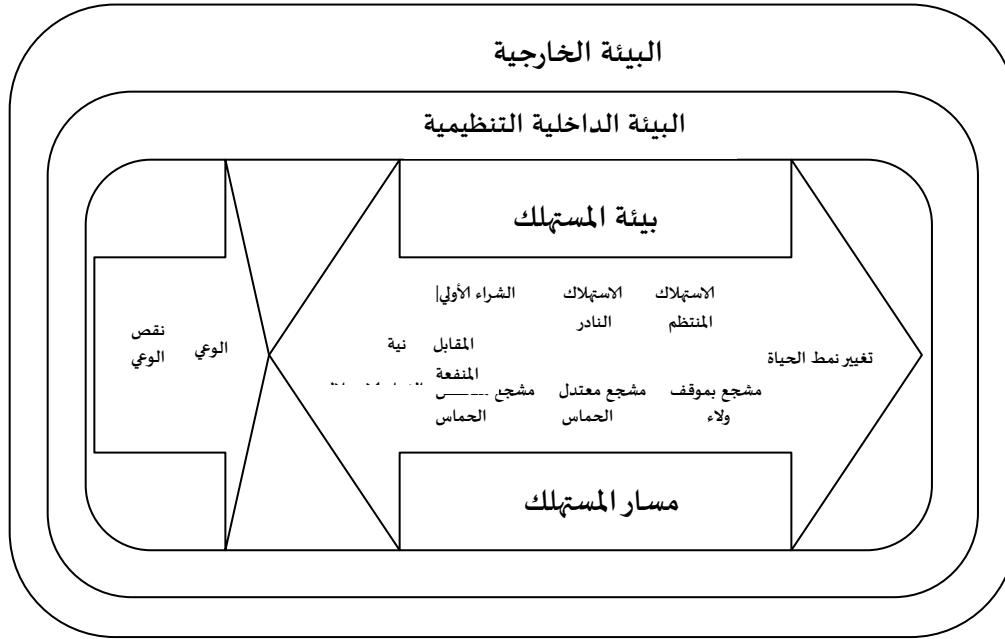 البيئة الخارجية
البيئة الداخلية التنظيمية
بيئة المستهلك
الاستهلاك
المنتظم
الاستهلاك
النادر
الشراء الأولي|
نقص
الوعي
الوعي
نية
المقابل
المنفعة
تغيير نمط الحياة
مشجع بموقف
ولاء
مشجع معتدل
الحماس
مشجع
الحماس
مسار المستهلك